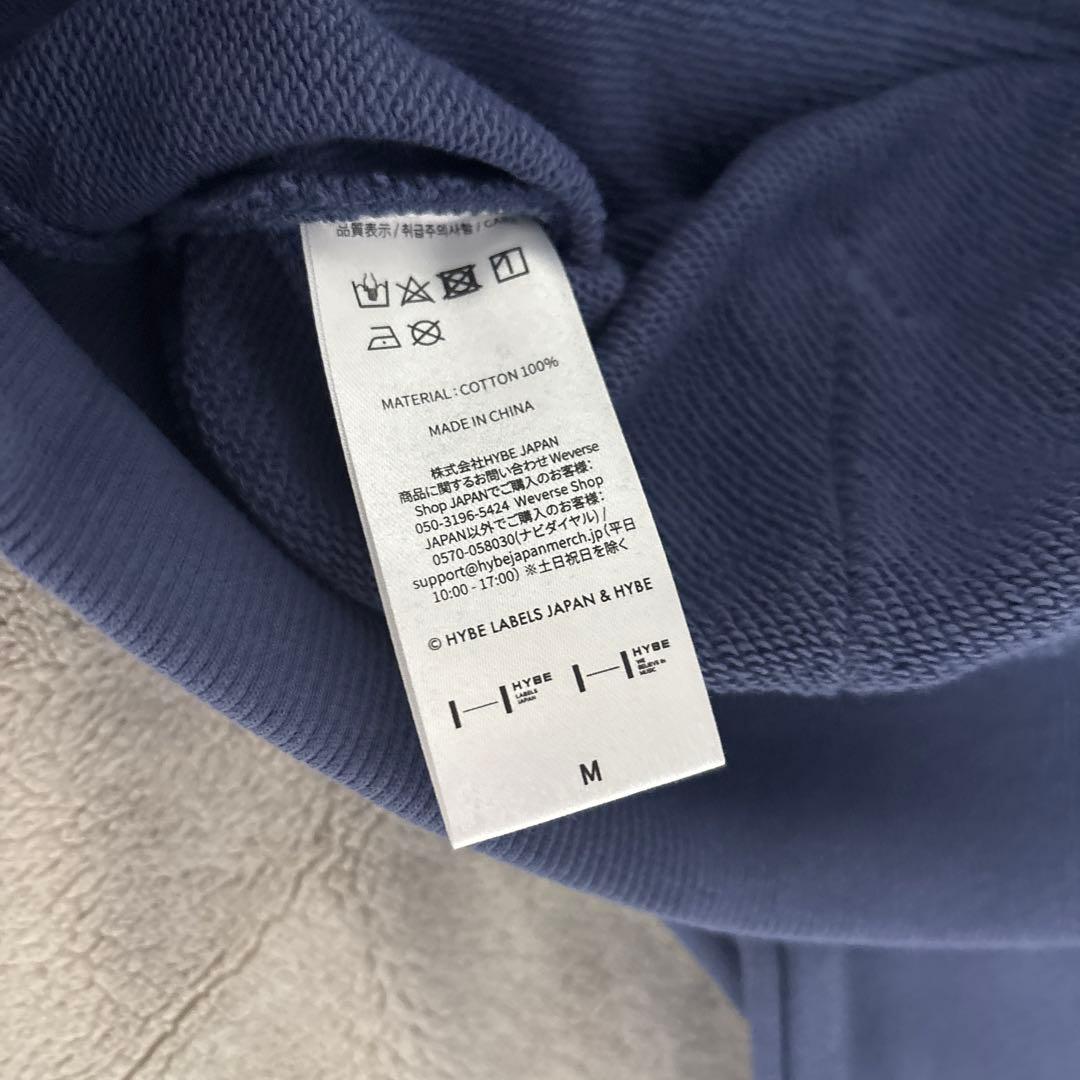 品質表示/취급주의사항/
MATERIAL : COTTON 100%
MADE IN CHINA
株式会社HYBE JAPAN
商品に関するお問い合わせ Weverse
Shop JAPANでご購入のお客様:
050-3196-5424 Weverse Shop
JAPAN以外でご購入のお客様:
0570-058030(ナビダイヤル) /
support@hybejapanmerch.jp(平日
10:00 - 17:00) ※土日祝日を除く
© HYBE LABELS JAPAN & HYBE
HYBE
LABELS
JAPAN
HYBE
WE
BELIEVE IN
MUSIC
M